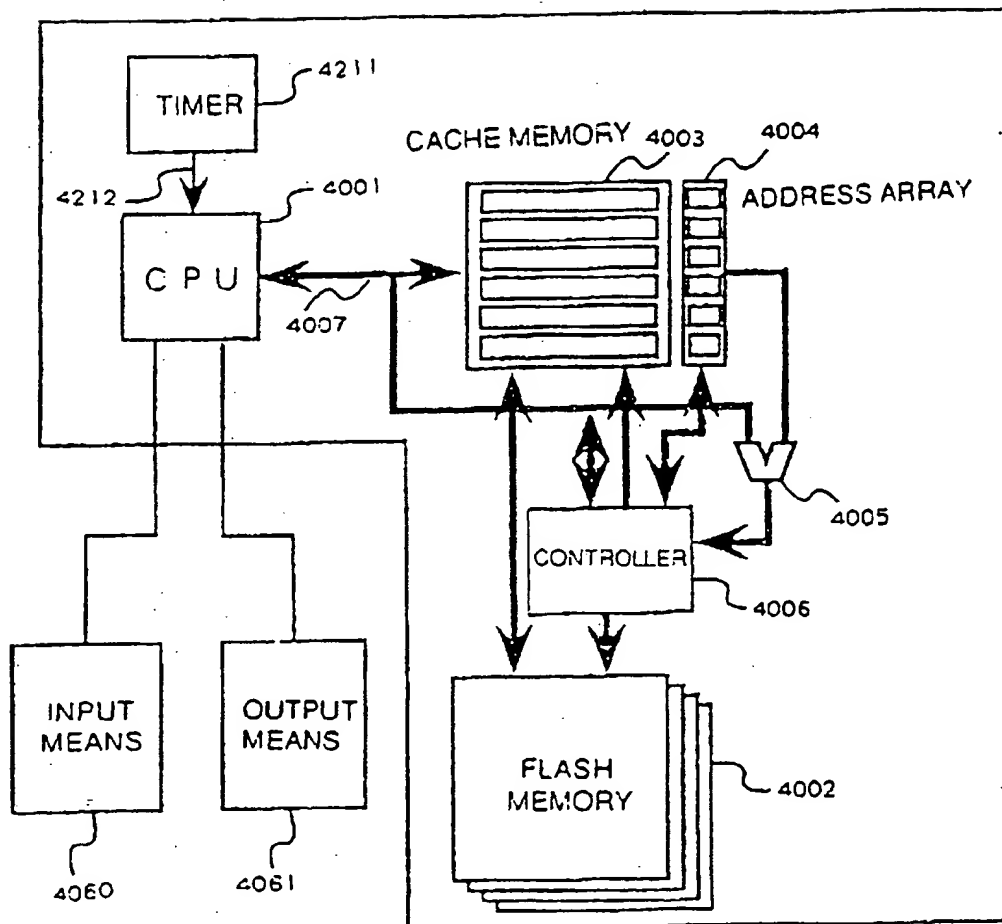 4211
TIMER
4212
4001
CPU
4007
CACHE MEMORY
4003
4004
ADDRESS ARRAY
4005
CONTROLLER
4006
INPUT
MEANS
OUTPUT
MEANS
FLASH
MEMORY
4002
4060
4061